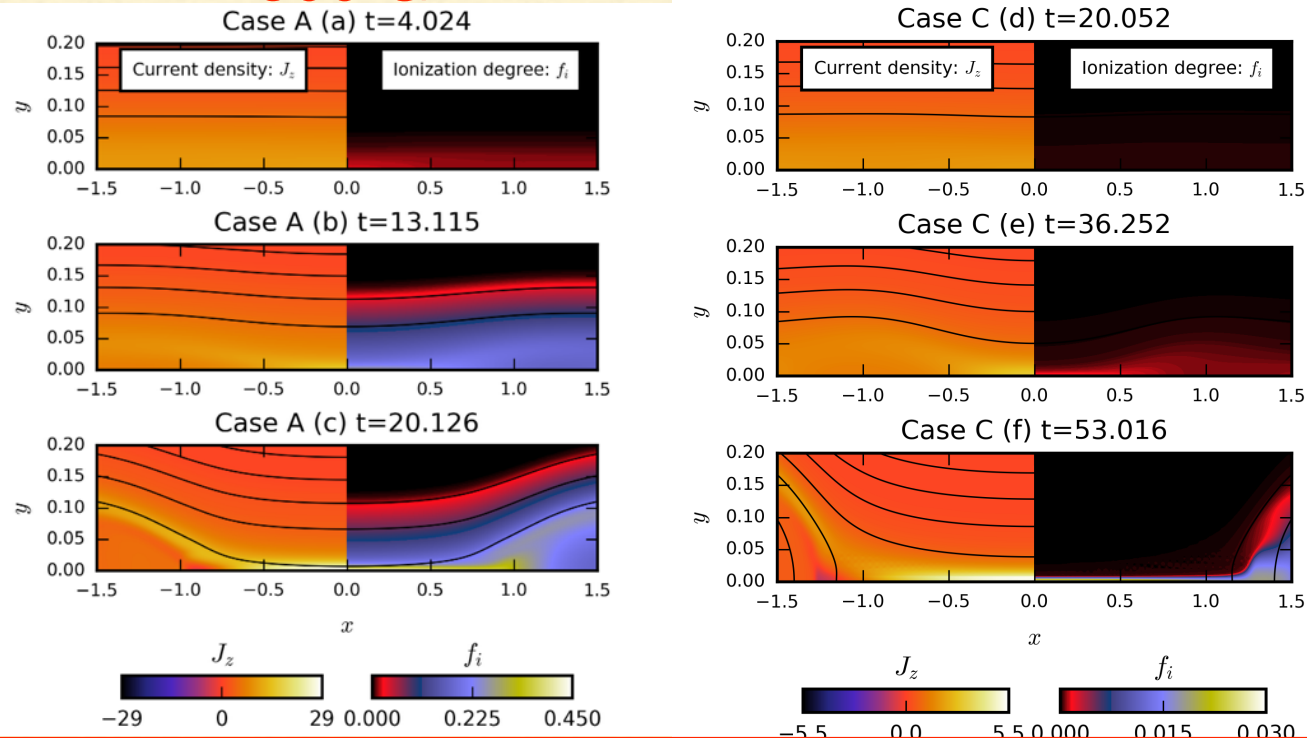 Case A (a) t=4.024
0.20
0.15
0.10
0.05
0.00
y
Current density: J_z
Ionization degree: f_i
−1.5 −1.0 −0.5 0.0 0.5 1.0 1.5
Case A (b) t=13.115
0.20
0.15
0.10
0.05
0.00
y
−1.5 −1.0 −0.5 0.0 0.5 1.0 1.5
Case A (c) t=20.126
0.20
0.15
0.10
0.05
0.00
y
−1.5 −1.0 −0.5 0.0 0.5 1.0 1.5
x
J_z
−29 0 29
f_i
0.000 0.225 0.450
Case C (d) t=20.052
0.20
0.15
0.10
0.05
0.00
y
Current density: J_z
Ionization degree: f_i
−1.5 −1.0 −0.5 0.0 0.5 1.0 1.5
Case C (e) t=36.252
0.20
0.15
0.10
0.05
0.00
y
−1.5 −1.0 −0.5 0.0 0.5 1.0 1.5
Case C (f) t=53.016
0.20
0.15
0.10
0.05
0.00
y
−1.5 −1.0 −0.5 0.0 0.5 1.0 1.5
x
J_z
−5.5 0.0 5.5
f_i
0.000 0.015 0.030